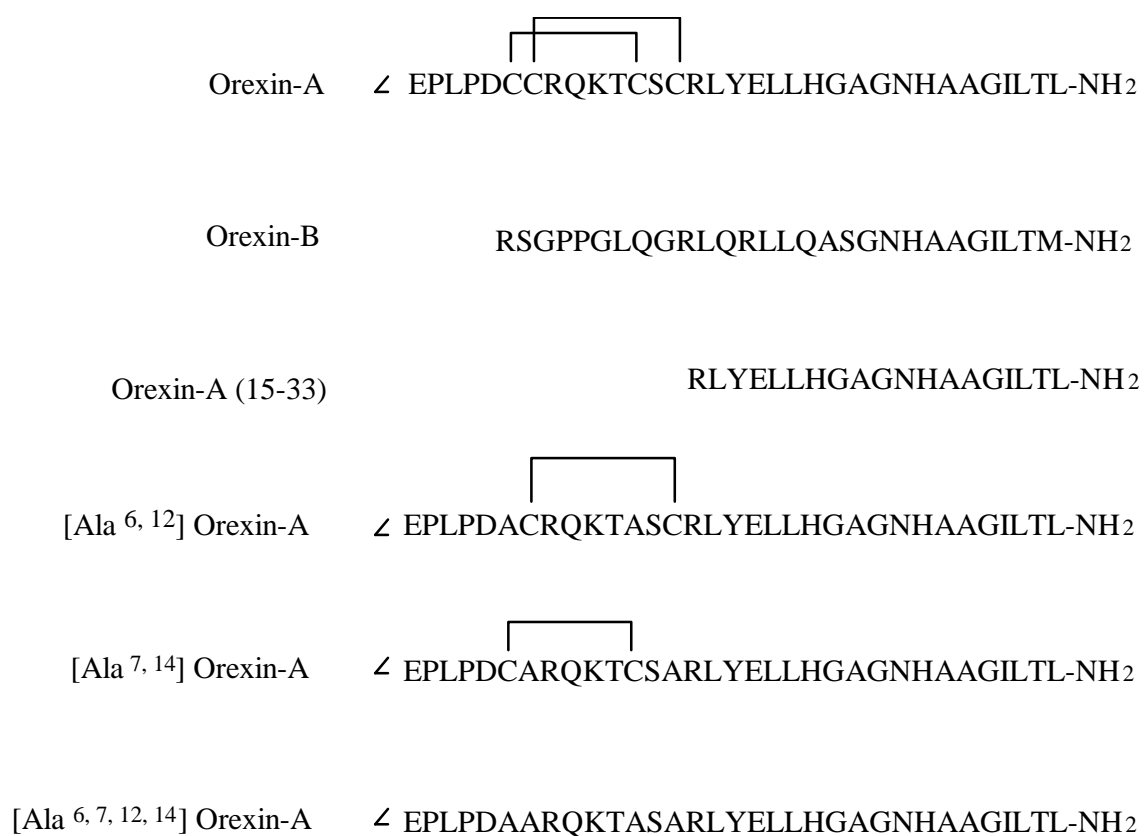 Orexin-A ∠ EPLPDCCRQKTCSCRLYELLHGAGNHAAGILTL-NH2
Orexin-B RSGPPGLQGRLQRLLQASGNHAAGILTM-NH2
Orexin-A (15-33) RLYELLHGAGNHAAGILTL-NH2
[Ala 6, 12] Orexin-A ∠ EPLPDACRQKTASCRLYELLHGAGNHAAGILTL-NH2
[Ala 7, 14] Orexin-A ∠ EPLPDCARQKTCSARLYELLHGAGNHAAGILTL-NH2
[Ala 6, 7, 12, 14] Orexin-A ∠ EPLPDAARQKTASARLYELLHGAGNHAAGILTL-NH2